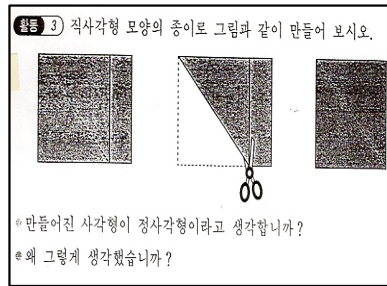 활동 3 직사각형 모양의 종이로 그림과 같이 만들어 보시오.
만들어진 사각형이 정사각형이라고 생각합니까?
왜 그렇게 생각했습니까?